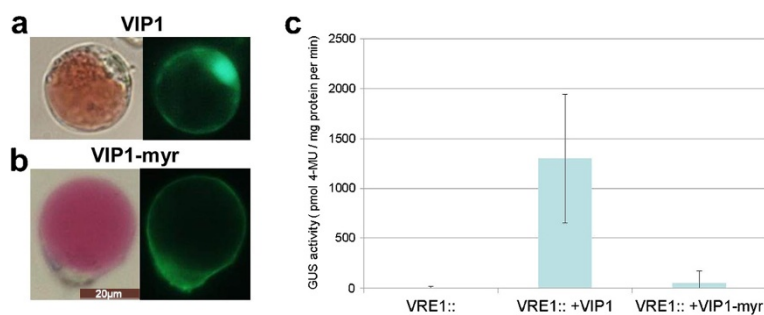 a
VIP1
b
VIP1-myr
20µm
c
GUS activity ( pmol 4-MU / mg protein per min)
2500
2000
1500
1000
500
0
VRE1::
VRE1:: +VIP1
VRE1:: +VIP1-myr